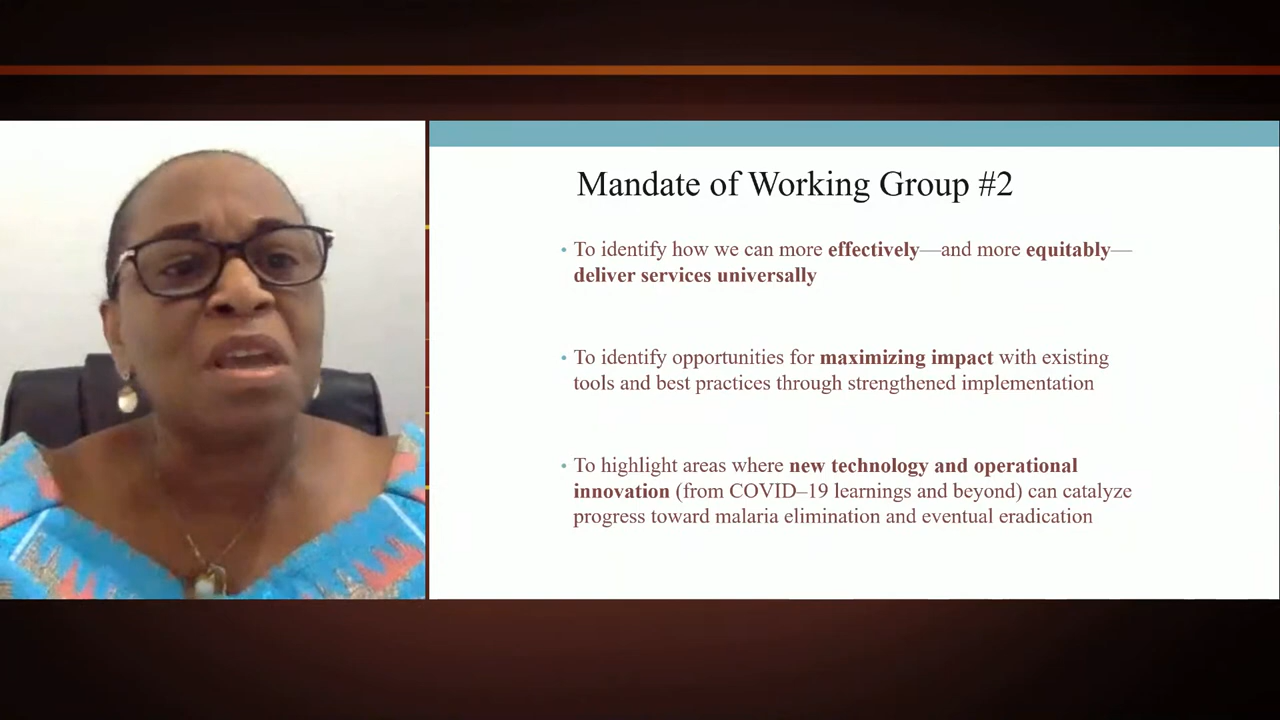 Mandate of Working Group #2
• To identify how we can more effectively—and more equitably—
deliver services universally
• To identify opportunities for maximizing impact with existing
tools and best practices through strengthened implementation
• To highlight areas where new technology and operational
innovation (from COVID–19 learnings and beyond) can catalyze
progress toward malaria elimination and eventual eradication